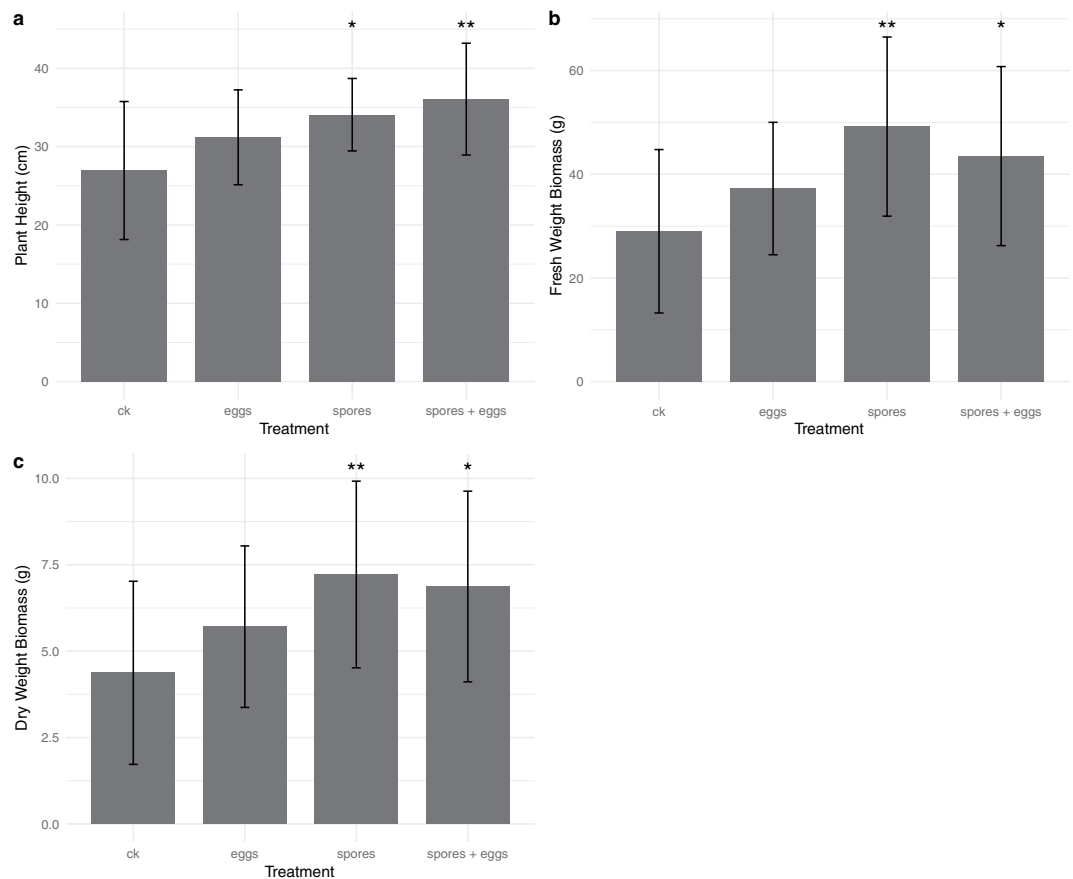 a
* **
Plant Height (cm)
40
30
20
10
0
ck eggs spores spores + eggs
Treatment
b
** *
Fresh Weight Biomass (g)
60
40
20
0
ck eggs spores spores + eggs
Treatment
c
** *
Dry Weight Biomass (g)
10.0
7.5
5.0
2.5
0.0
ck eggs spores spores + eggs
Treatment